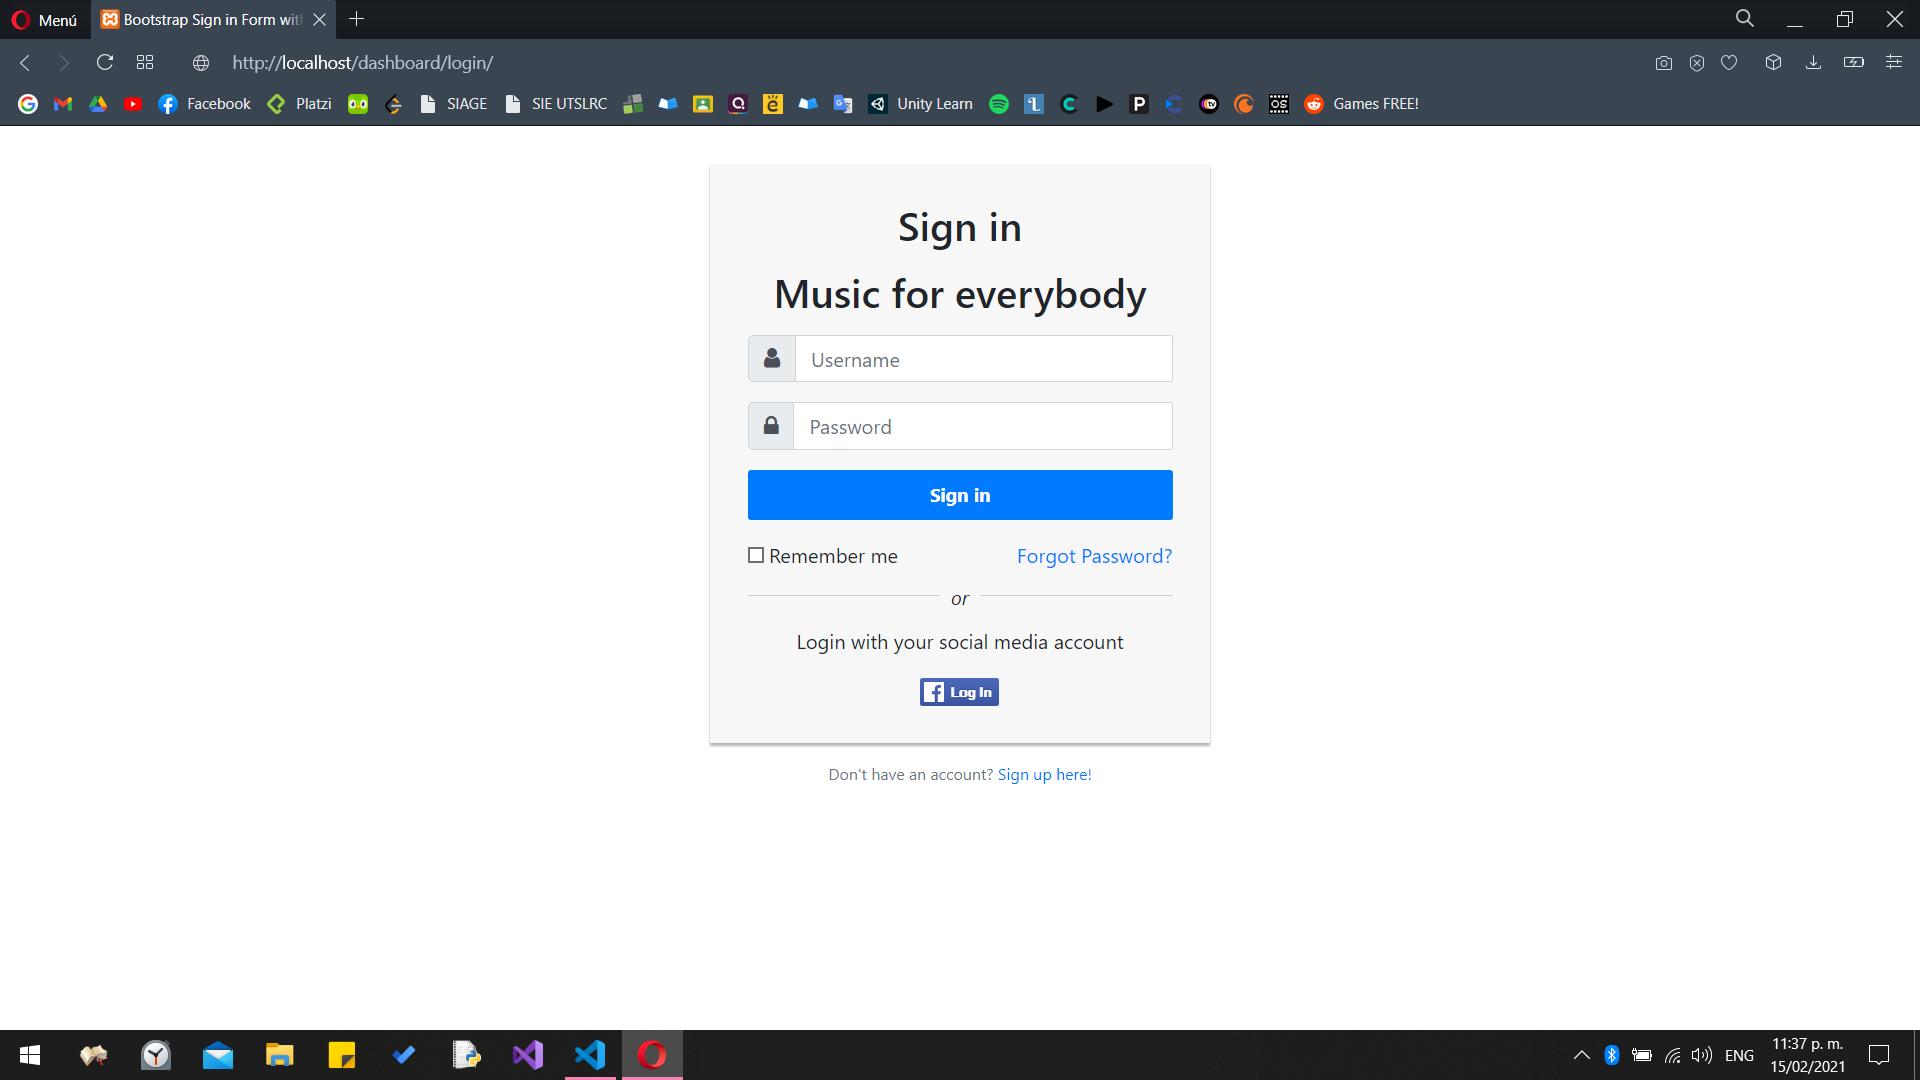 Menú
Bootstrap Sign in Form wit
http://localhost/dashboard/login/
Facebook
Platzi
SIAGE
SIE UTSLRC
Unity Learn
Games FREE!
Sign in
Music for everybody
Username
Password
Sign in
Remember me
Forgot Password?
or
Login with your social media account
Log In
Don't have an account? Sign up here!
ENG
11:37 p. m.
15/02/2021